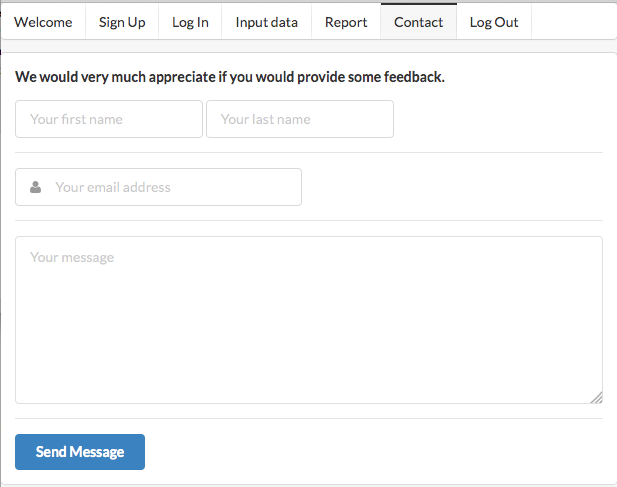 Welcome Sign Up Log In Input data Report Contact Log Out
We would very much appreciate if you would provide some feedback.
Your first name Your last name
Your email address
Your message
Send Message